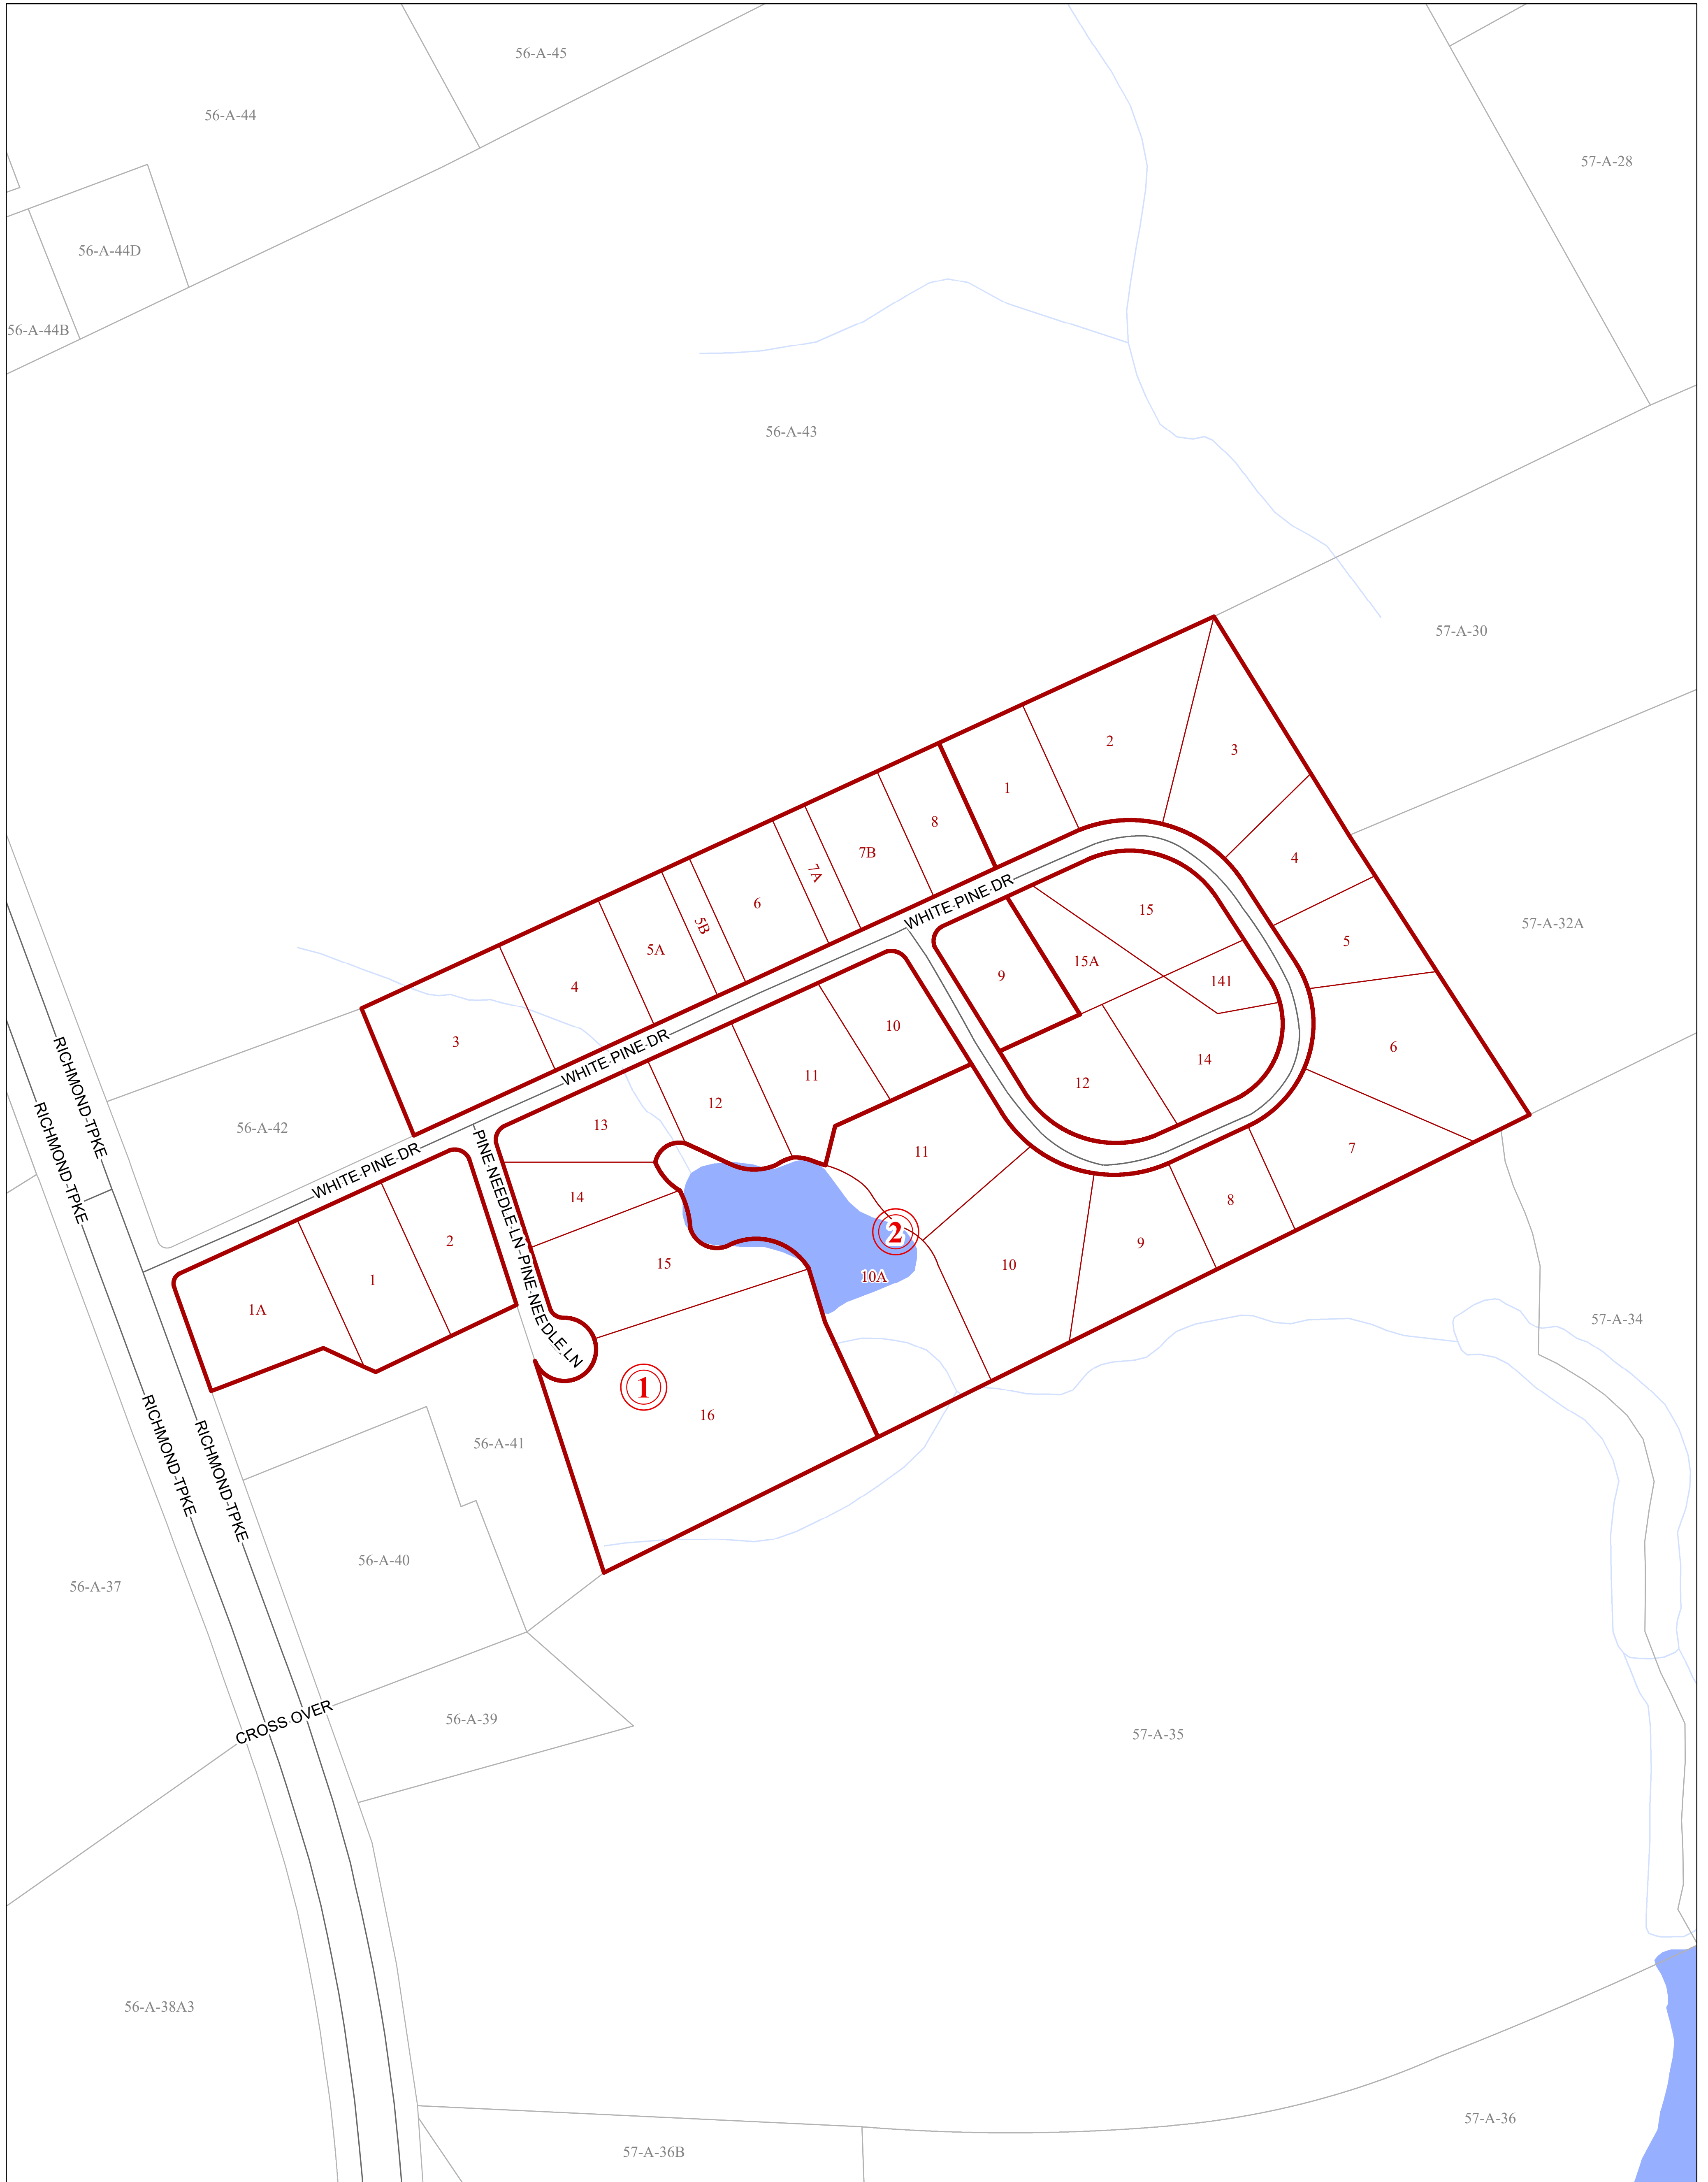 56-A-45
56-A-44
57-A-28
56-A-44D
56-A-44B
56-A-43
57-A-30
2
3
1
8
7B
7A
4
6
5B
5A
15
WHITE PINE DR
57-A-32A
5
15A
9
141
4
10
3
WHITE PINE DR
6
14
11
12
12
13
56-A-42
RICHMOND-TPKE
RICHMOND-TPKE
WHITE PINE DR
PINE-NEEDLE-LN-PINE-NEEDLE-LN
11
7
14
8
2
2
9
15
10
10A
1
1A
57-A-34
1
16
56-A-41
RICHMOND-TPKE
RICHMOND-TPKE
56-A-40
56-A-37
56-A-39
CROSS OVER
57-A-35
56-A-38A3
57-A-36
57-A-36B